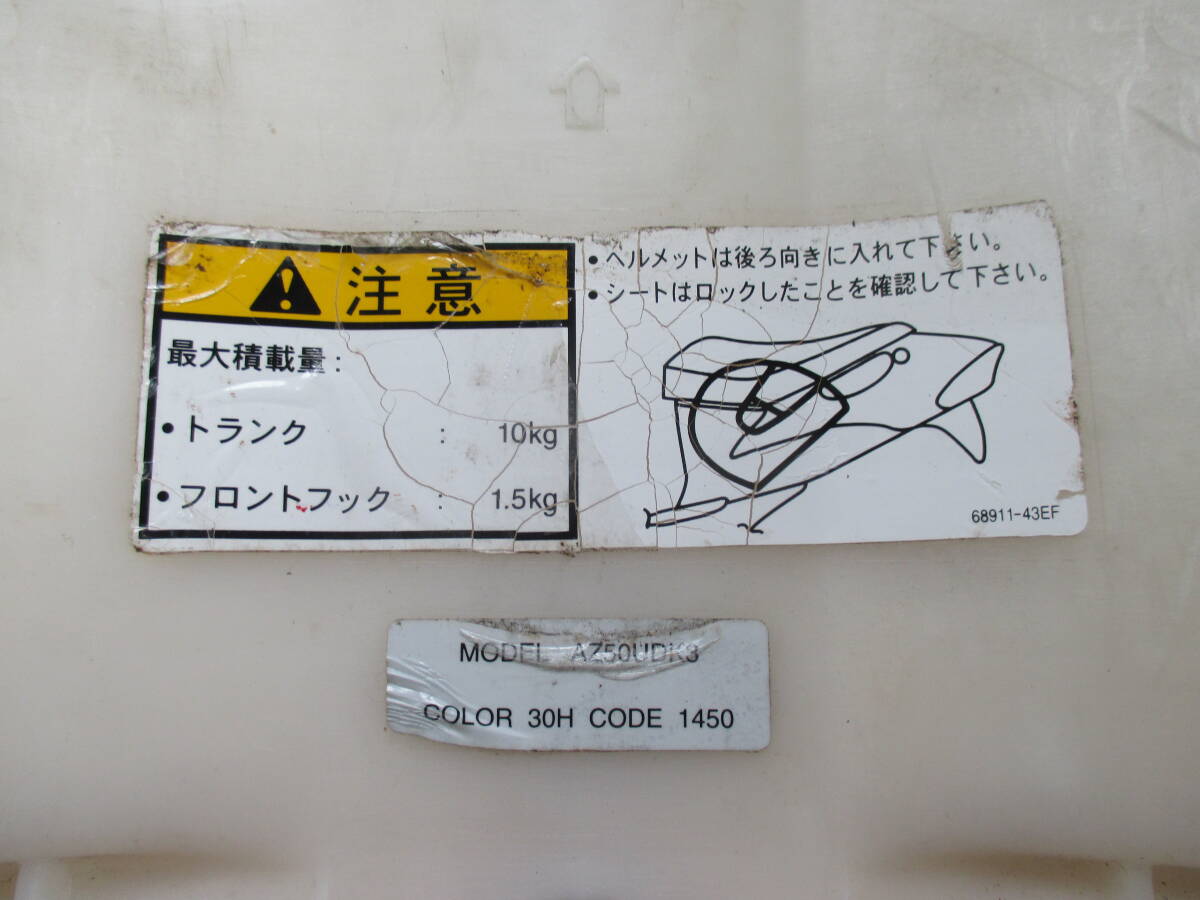 注意
最大積載量:
•トランク : 10kg
•フロントフック : 1.5kg
•ヘルメットは後ろ向きに入れて下さい。
•シートはロックしたことを確認して下さい。
68911-43EF
MODEL AZ50UDK3
COLOR 30H CODE 1450